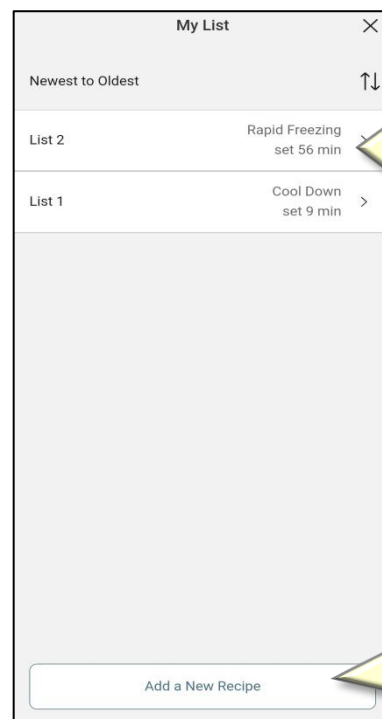 My List
Newest to Oldest
List 2
Rapid Freezing
set 56 min
List 1
Cool Down
set 9 min
Add a New Recipe